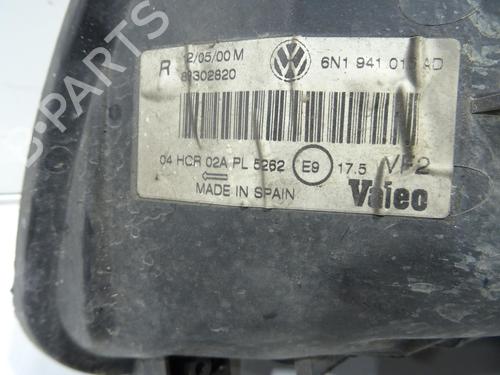 R 12/05/00 M
6N1 941 015 AD
04 HCR 02A PL 5262 E9 17.5 VF2
MADE IN SPAIN Valeo
B-PARTS